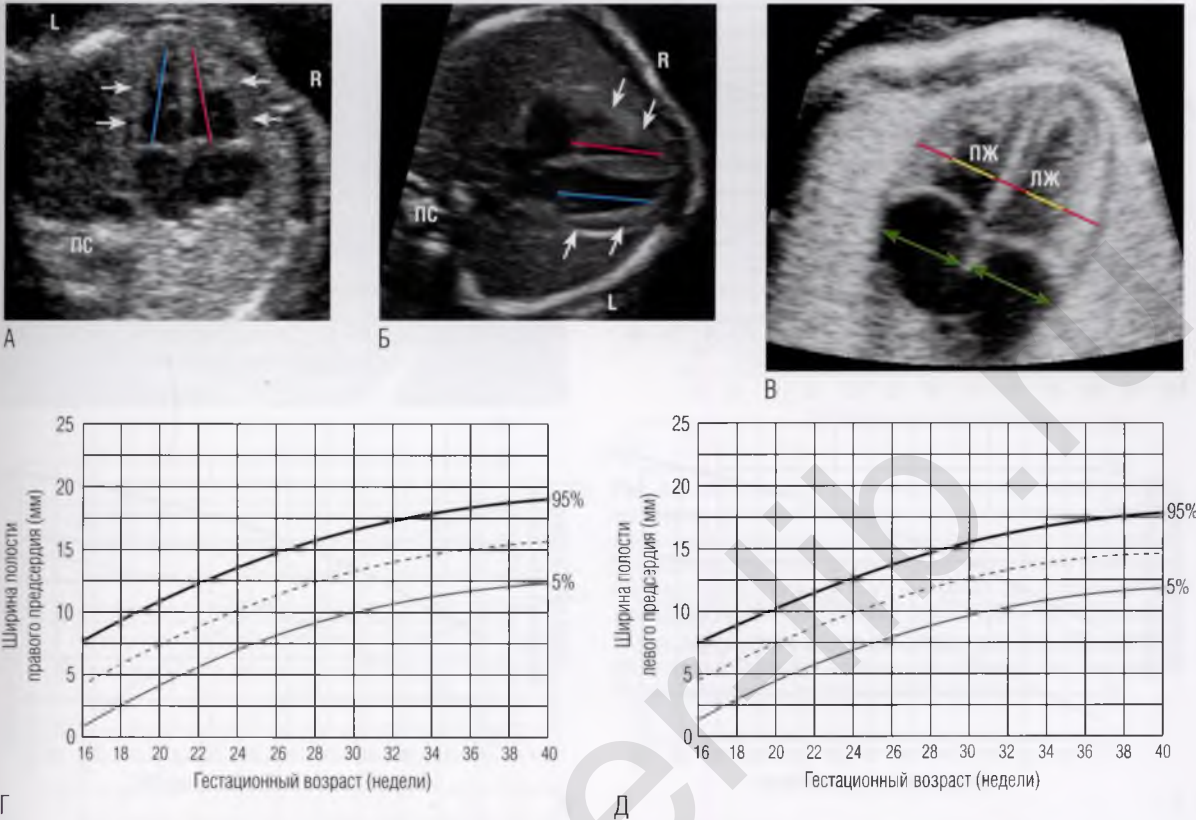 L
R
ПС
А
R
ПС
L
Б
ПЖ
ЛЖ
В
Ширина полости
правого предсердия (мм)
25
20
15
10
5
0
95%
5%
16 18 20 22 24 26 28 30 32 34 36 38 40
Гестационный возраст (недели)
Г
Ширина полости
левого предсердия (мм)
25
20
15
10
5
0
95%
5%
16 18 20 22 24 26 28 30 32 34 36 38 40
Гестационный возраст (недели)
Д
er-lib.ru